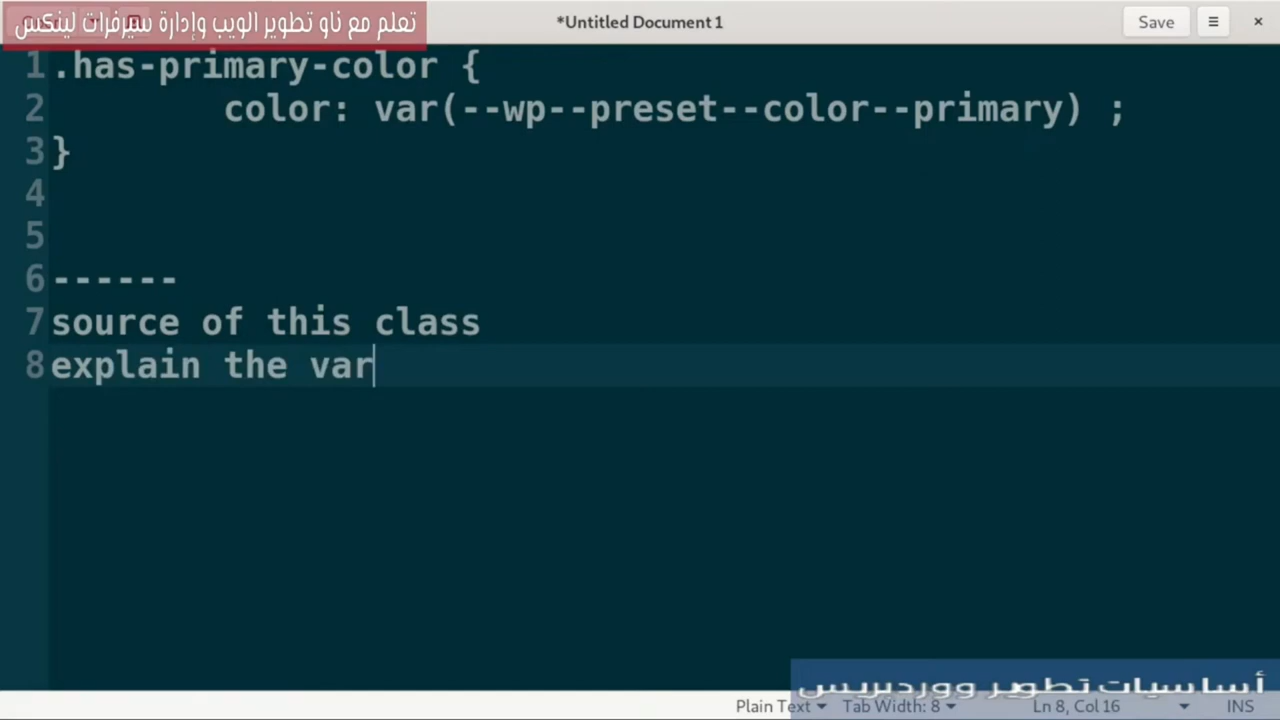 تعلم مع ناو تطوير الويب وإدارة سيرفرات لينكس
*Untitled Document 1
Save
1 .has-primary-color {
2 color: var(--wp--preset--color--primary) ;
3 }
4
5
6 ------
7 source of this class
8 explain the var
أساسيات تطوير ووردبريس
Plain Text Tab Width: 8 Ln 8, Col 16 INS